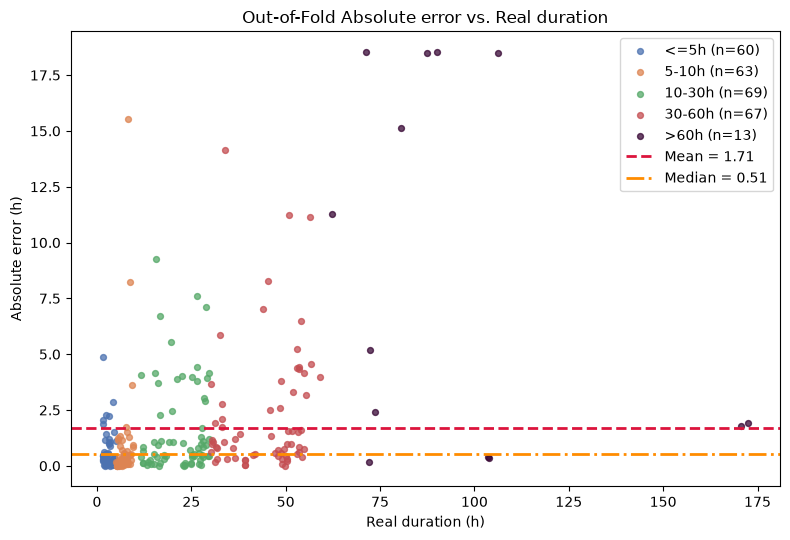 Out-of-Fold Absolute error vs. Real duration
Absolute error (h)
17.5
15.0
12.5
10.0
7.5
5.0
2.5
0.0
<=5h (n=60)
5-10h (n=63)
10-30h (n=69)
30-60h (n=67)
>60h (n=13)
Mean = 1.71
Median = 0.51
0 25 50 75 100 125 150 175
Real duration (h)